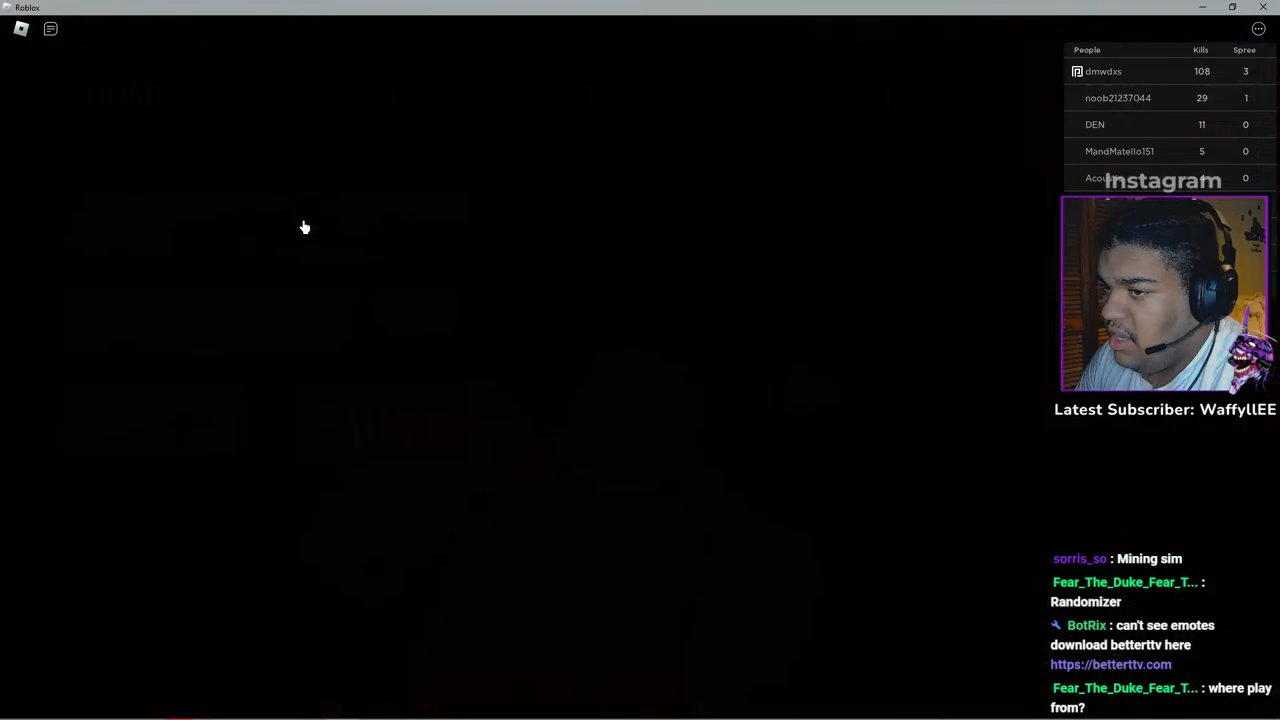 Roblox
People Kills Spree
dmwdxs 108 3
noob21237044 29 1
DEN 11 0
MandMatello151 5 0
0
Instagram
Latest Subscriber: WaffyllEE
sorris_so : Mining sim
Fear_The_Duke_Fear_T... :
Randomizer
BotRix : can't see emotes
download betterttv here
https://betterttv.com
Fear_The_Duke_Fear_T... : where play
from?